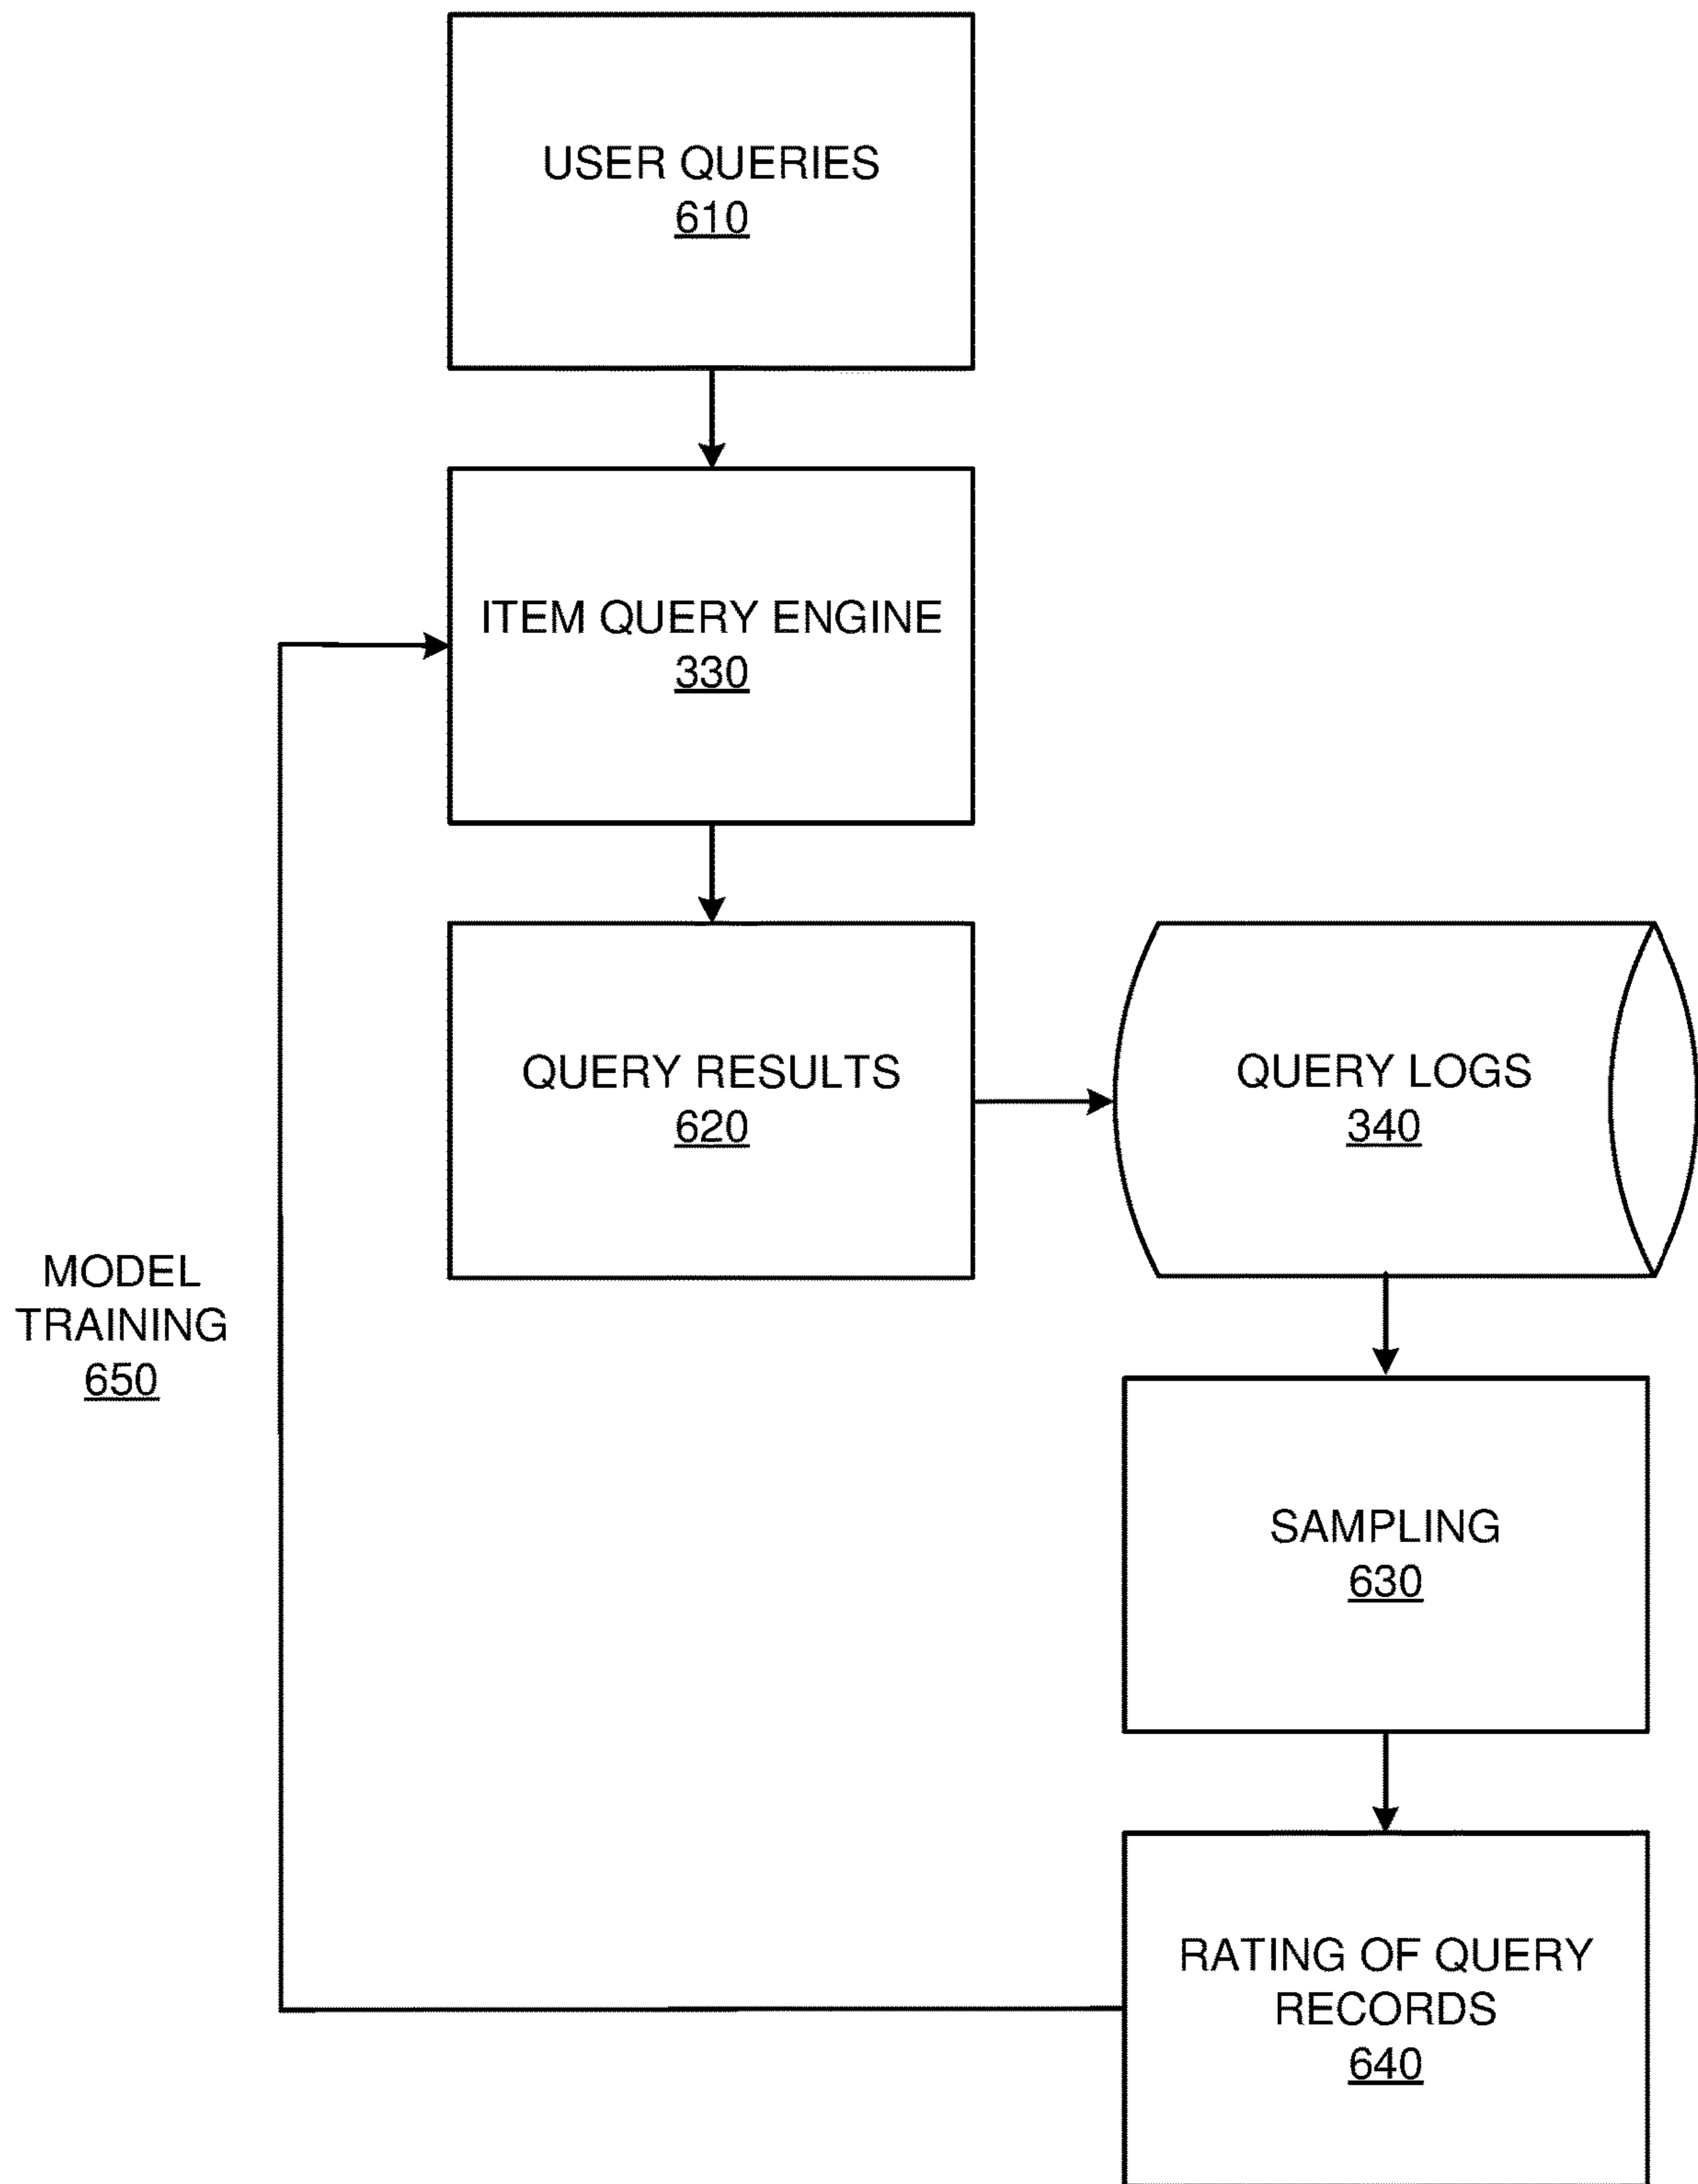 USER QUERIES
610
ITEM QUERY ENGINE
330
QUERY RESULTS
620
QUERY LOGS
340
MODEL
TRAINING
650
SAMPLING
630
RATING OF QUERY
RECORDS
640